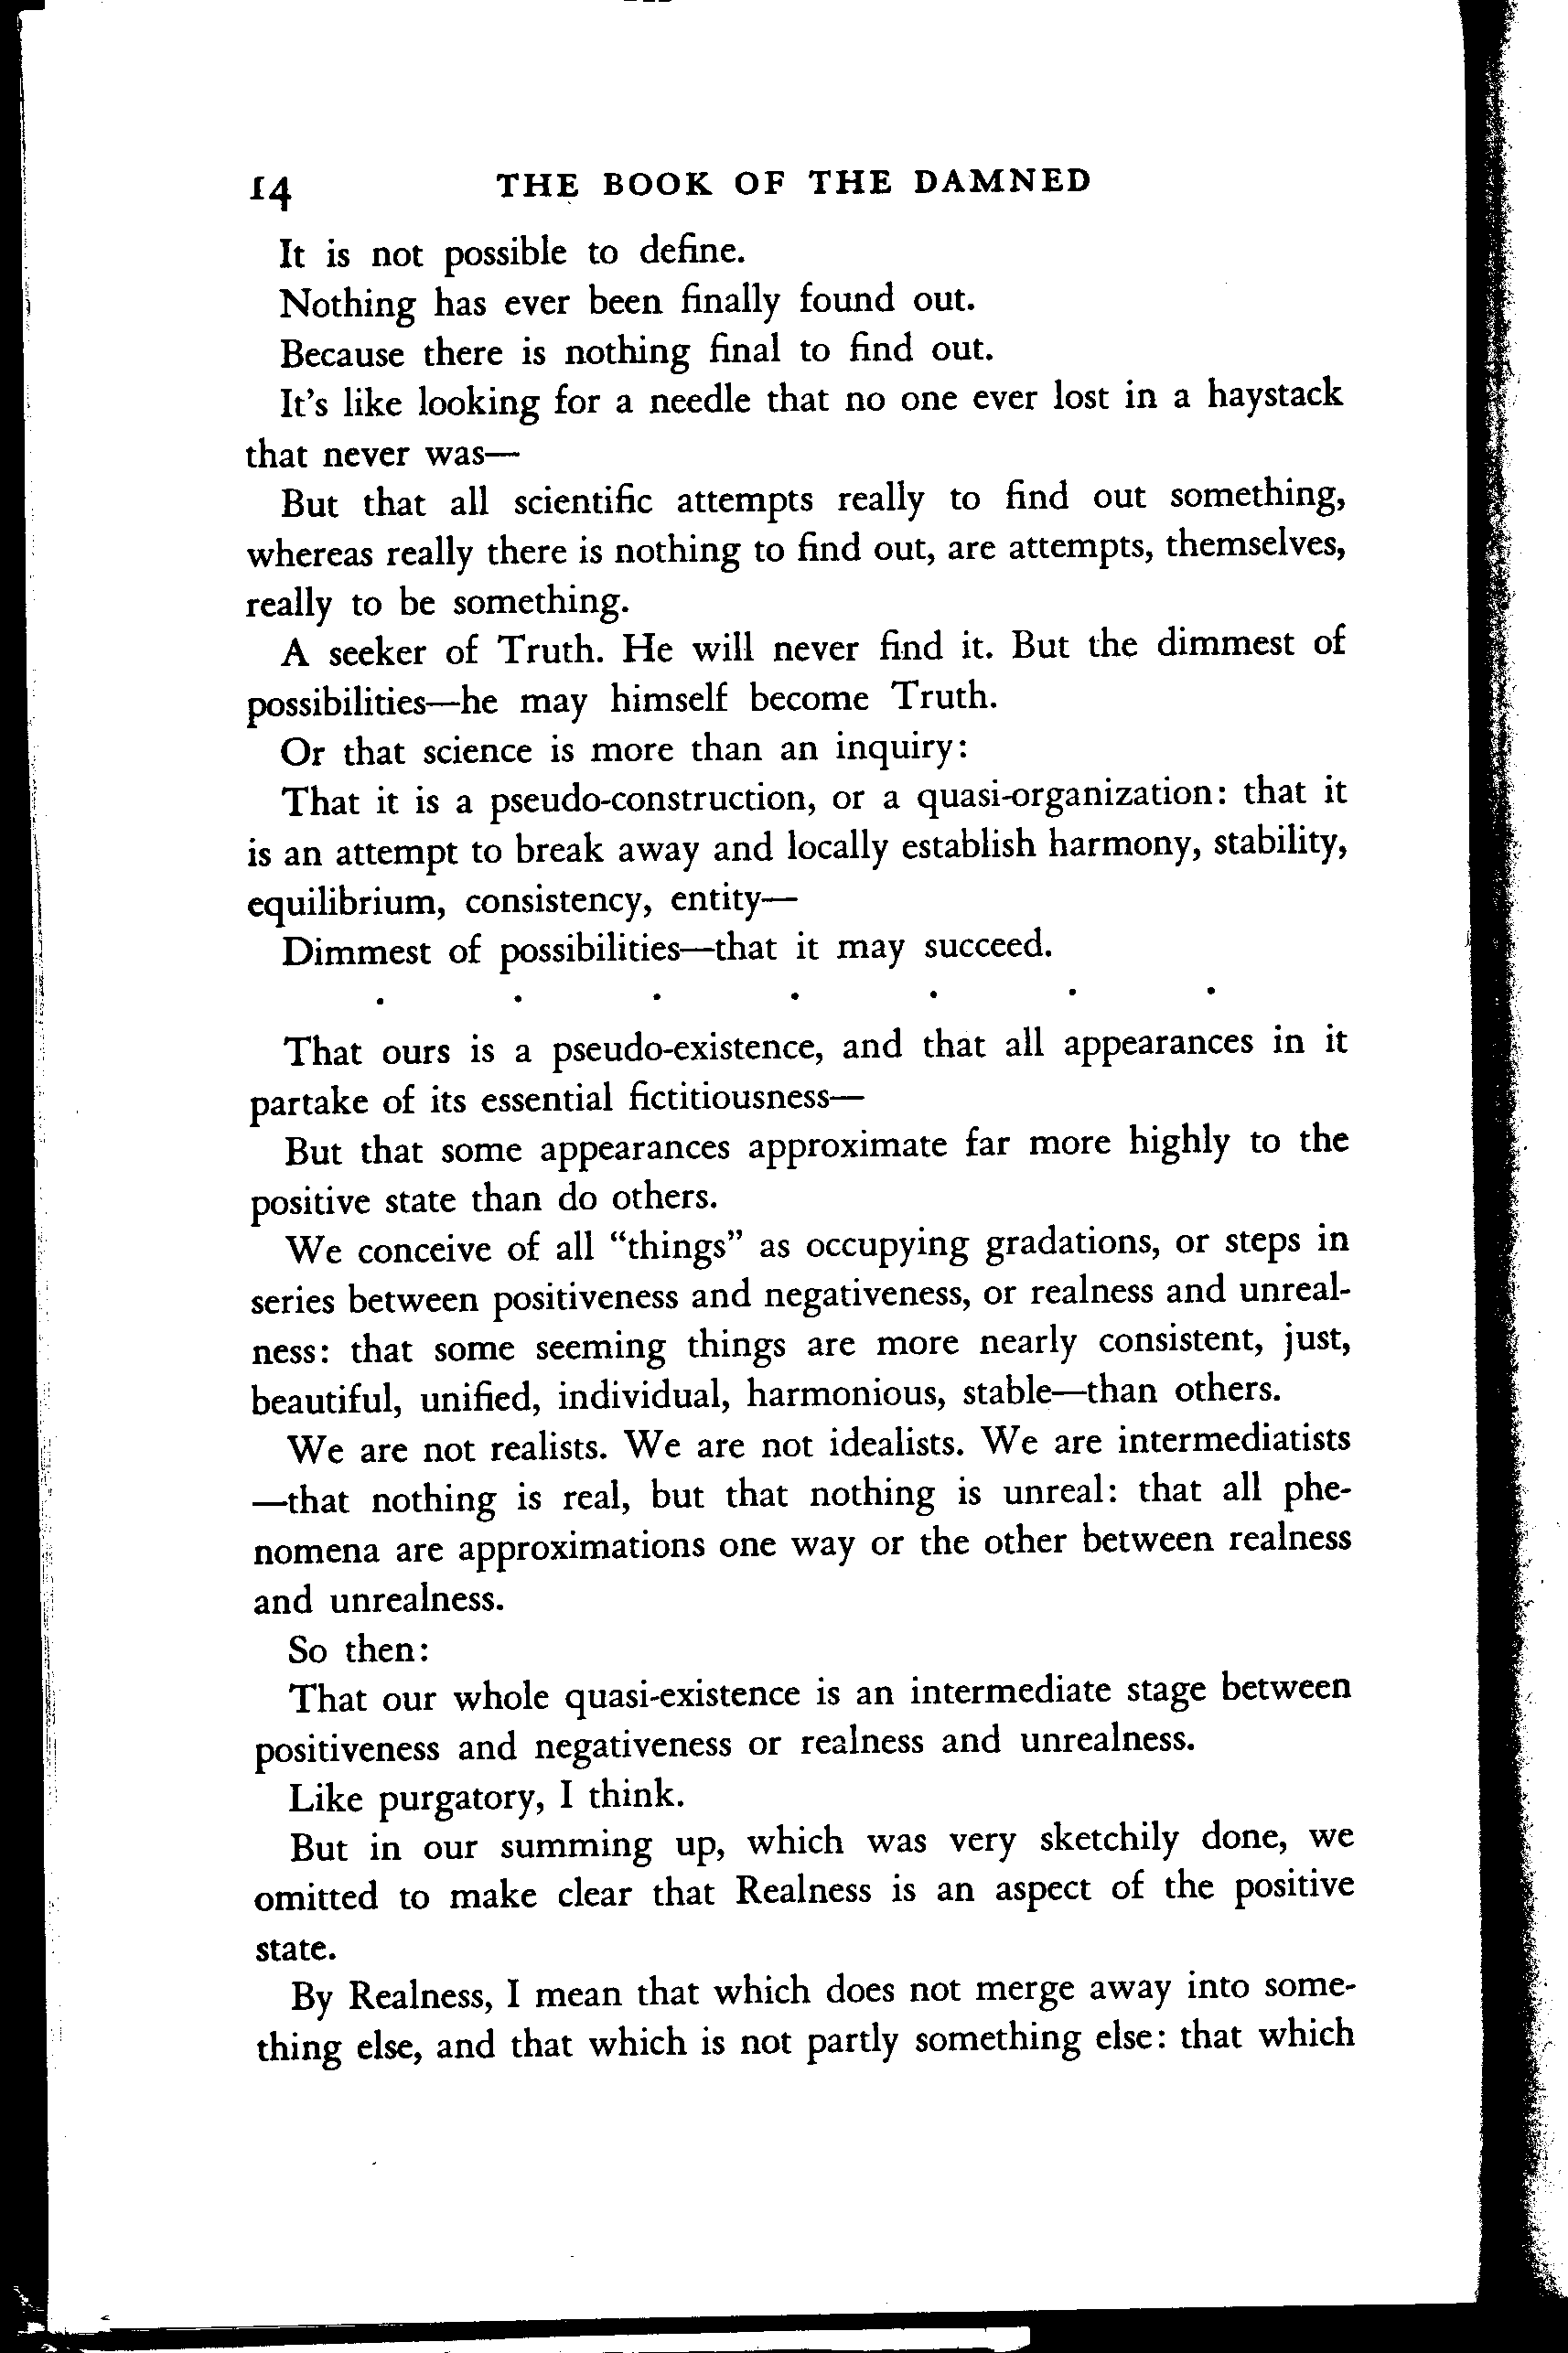 14 THE BOOK OF THE DAMNED
It is not possible to define.
Nothing has ever been finally found out.
Because there is nothing final to find out.
It's like looking for a needle that no one ever lost in a haystack
that never was—
But that all scientific attempts really to find out something,
whereas really there is nothing to find out, are attempts, themselves,
really to be something.
A seeker of Truth. He will never find it. But the dimmest of
possibilities—he may himself become Truth.
Or that science is more than an inquiry:
That it is a pseudo-construction, or a quasi-organization: that it
is an attempt to break away and locally establish harmony, stability,
equilibrium, consistency, entity—
Dimmest of possibilities—that it may succeed.
. . . . . . .
That ours is a pseudo-existence, and that all appearances in it
partake of its essential fictitiousness—
But that some appearances approximate far more highly to the
positive state than do others.
We conceive of all “things” as occupying gradations, or steps in
series between positiveness and negativeness, or realness and unreal-
ness: that some seeming things are more nearly consistent, just,
beautiful, unified, individual, harmonious, stable—than others.
We are not realists. We are not idealists. We are intermediatists
—that nothing is real, but that nothing is unreal: that all phe-
nomena are approximations one way or the other between realness
and unrealness.
So then:
That our whole quasi-existence is an intermediate stage between
positiveness and negativeness or realness and unrealness.
Like purgatory, I think.
But in our summing up, which was very sketchily done, we
omitted to make clear that Realness is an aspect of the positive
state.
By Realness, I mean that which does not merge away into some-
thing else, and that which is not partly something else: that which